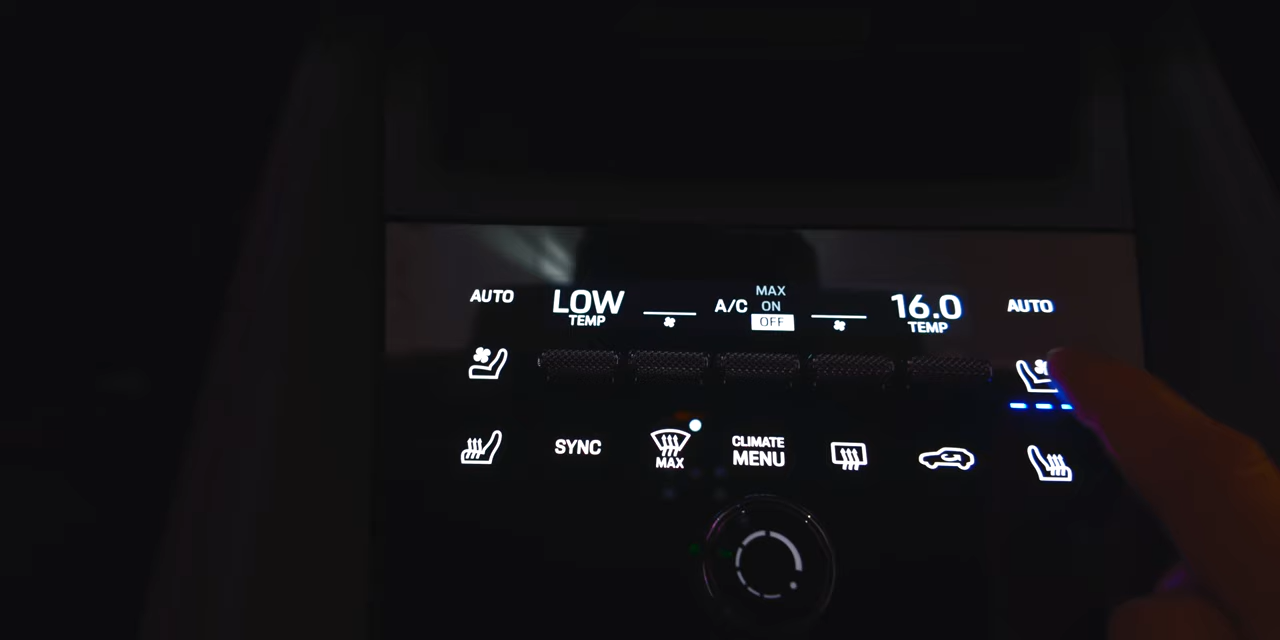 AUTO LOW TEMP A/C MAX ON OFF 16.0 TEMP AUTO
SYNC MAX CLIMATE MENU